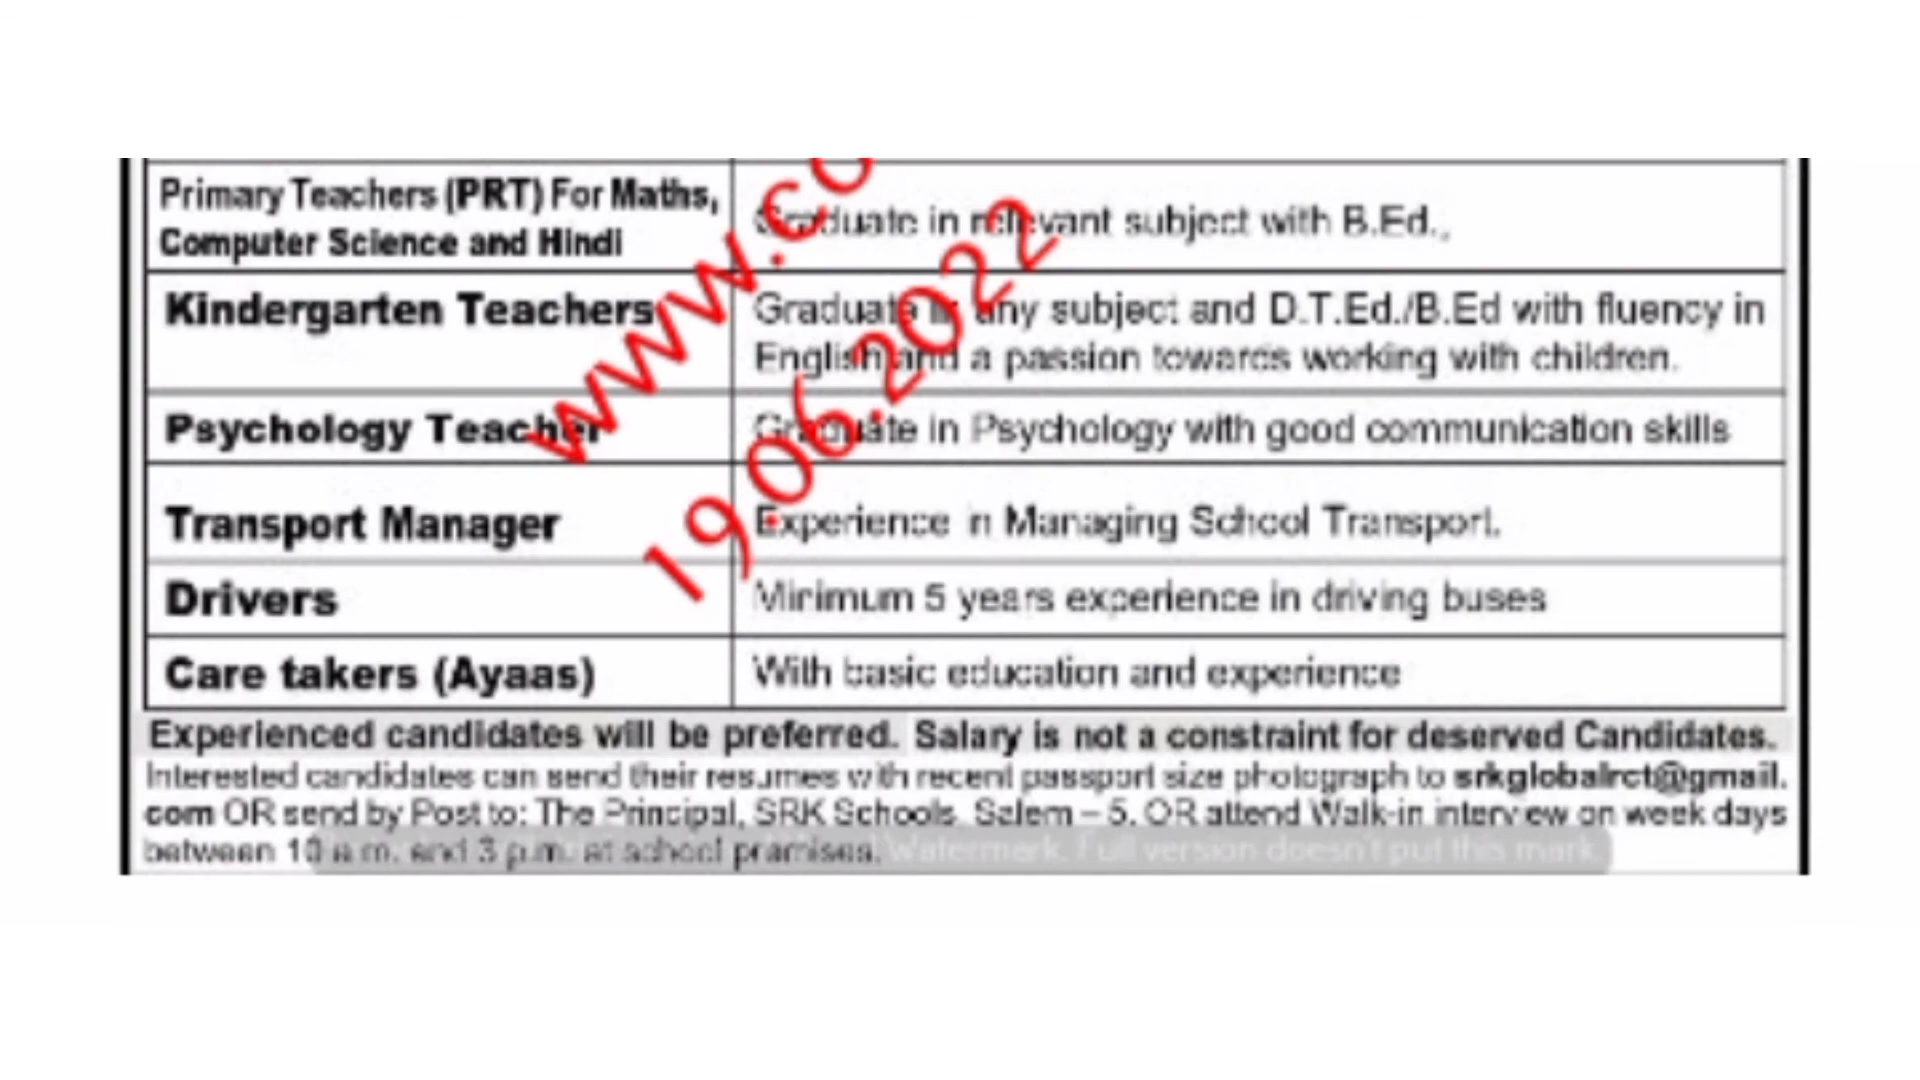 Primary Teachers (PRT) For Maths,
Computer Science and Hindi
Graduate in relevant subject with B.Ed.,
Kindergarten Teachers
Graduate in any subject and D.T.Ed./B.Ed with fluency in
English and a passion towards working with children.
Psychology Teacher
Graduate in Psychology with good communication skills
Transport Manager
Experience in Managing School Transport.
Drivers
Minimum 5 years experience in driving buses
Care takers (Ayaas)
With basic education and experience
Experienced candidates will be preferred. Salary is not a constraint for deserved Candidates.
Interested candidates can send their resumes with recent passport size photograph to srkglobalrct@gmail.
com OR send by Post to: The Principal, SRK Schools, Salem – 5. OR attend Walk-in interview on week days
between 10 a.m. and 3 p.m. at school premises.
Watermark. Full version doesn't put this mark.
www.co
19.06.2022